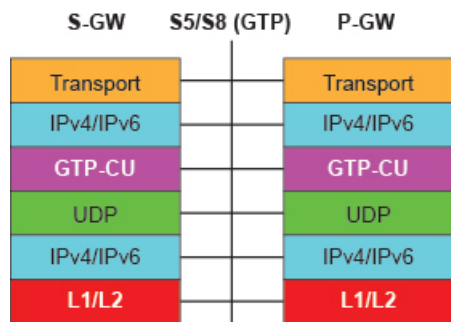 S-GW S5/S8 (GTP) P-GW
Transport Transport
IPv4/IPv6 IPv4/IPv6
GTP-CU GTP-CU
UDP UDP
IPv4/IPv6 IPv4/IPv6
L1/L2 L1/L2